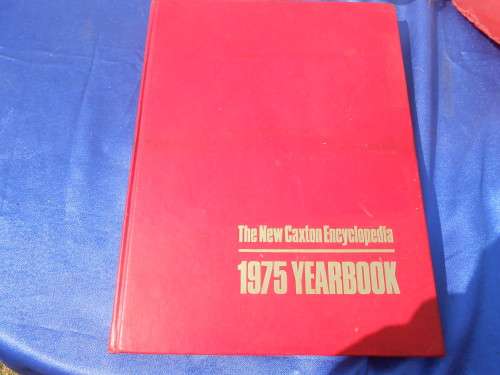 The New Caxton Encyclopedia
1975 YEARBOOK